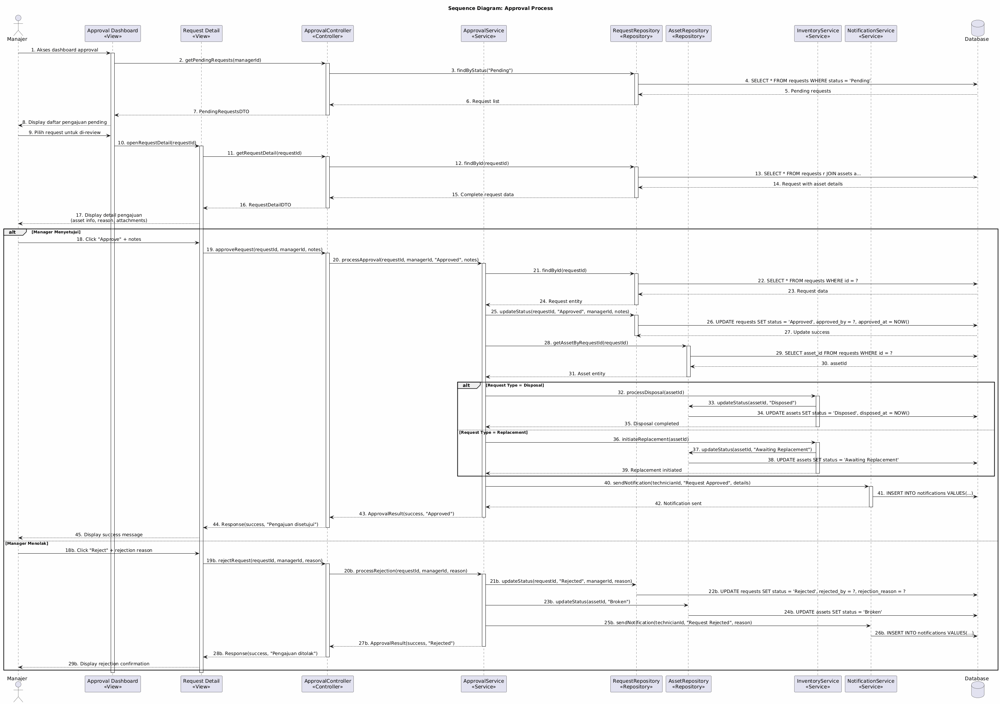 Sequence Diagram: Approval Process
Manajer
Approval Dashboard
«View»
Request Detail
«View»
ApprovalController
«Controller»
ApprovalService
«Service»
RequestRepository
«Repository»
AssetRepository
«Repository»
InventoryService
«Service»
NotificationService
«Service»
Database
1. Akses dashboard approval
2. getPendingRequests(managerId)
3. findByStatus("Pending")
4. SELECT * FROM requests WHERE status = 'Pending'
5. Pending requests
6. Request list
7. PendingRequestsDTO
8. Display daftar pengajuan pending
9. Pilih request untuk di-review
10. openRequestDetail(requestId)
11. getRequestDetail(requestId)
12. findById(requestId)
13. SELECT * FROM requests r JOIN assets a...
14. Request with asset details
15. Complete request data
16. RequestDetailDTO
17. Display detail pengajuan
(asset info, reason, attachments)
alt [Manager Menyetujui]
18. Click "Approve" + notes
19. approveRequest(requestId, managerId, notes)
20. processApproval(requestId, managerId, "Approved", notes)
21. findById(requestId)
22. SELECT * FROM requests WHERE id = ?
23. Request data
24. Request entity
25. updateStatus(requestId, "Approved", managerId, notes)
26. UPDATE requests SET status = 'Approved', approved_by = ?, approved_at = NOW()
27. Update success
28. getAssetByRequestId(requestId)
29. SELECT asset_id FROM requests WHERE id = ?
30. assetId
31. Asset entity
alt [Request Type = Disposal]
32. processDisposal(assetId)
33. updateStatus(assetId, "Disposed")
34. UPDATE assets SET status = 'Disposed', disposed_at = NOW()
35. Disposal completed
[Request Type = Replacement]
36. initiateReplacement(assetId)
37. updateStatus(assetId, "Awaiting Replacement")
38. UPDATE assets SET status = 'Awaiting Replacement'
39. Replacement initiated
40. sendNotification(technicianId, "Request Approved", details)
41. INSERT INTO notifications VALUES(...)
42. Notification sent
43. ApprovalResult(success, "Approved")
44. Response(success, "Pengajuan disetujui")
45. Display success message
[Manager Menolak]
18b. Click "Reject" + rejection reason
19b. rejectRequest(requestId, managerId, reason)
20b. processRejection(requestId, managerId, reason)
21b. updateStatus(requestId, "Rejected", managerId, reason)
22b. UPDATE requests SET status = 'Rejected', rejected_by = ?, rejection_reason = ?
23b. updateStatus(assetId, "Broken")
24b. UPDATE assets SET status = 'Broken'
25b. sendNotification(technicianId, "Request Rejected", reason)
26b. INSERT INTO notifications VALUES(...)
27b. ApprovalResult(success, "Rejected")
28b. Response(success, "Pengajuan ditolak")
29b. Display rejection confirmation
Manajer
Approval Dashboard
«View»
Request Detail
«View»
ApprovalController
«Controller»
ApprovalService
«Service»
RequestRepository
«Repository»
AssetRepository
«Repository»
InventoryService
«Service»
NotificationService
«Service»
Database